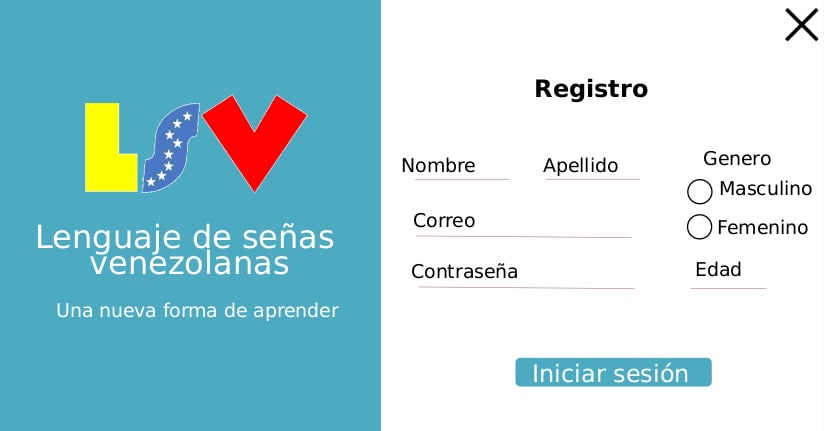 LSV
Lenguaje de señas
venezolanas
Una nueva forma de aprender
Registro
Nombre
Apellido
Genero
Masculino
Femenino
Correo
Contraseña
Edad
Iniciar sesión